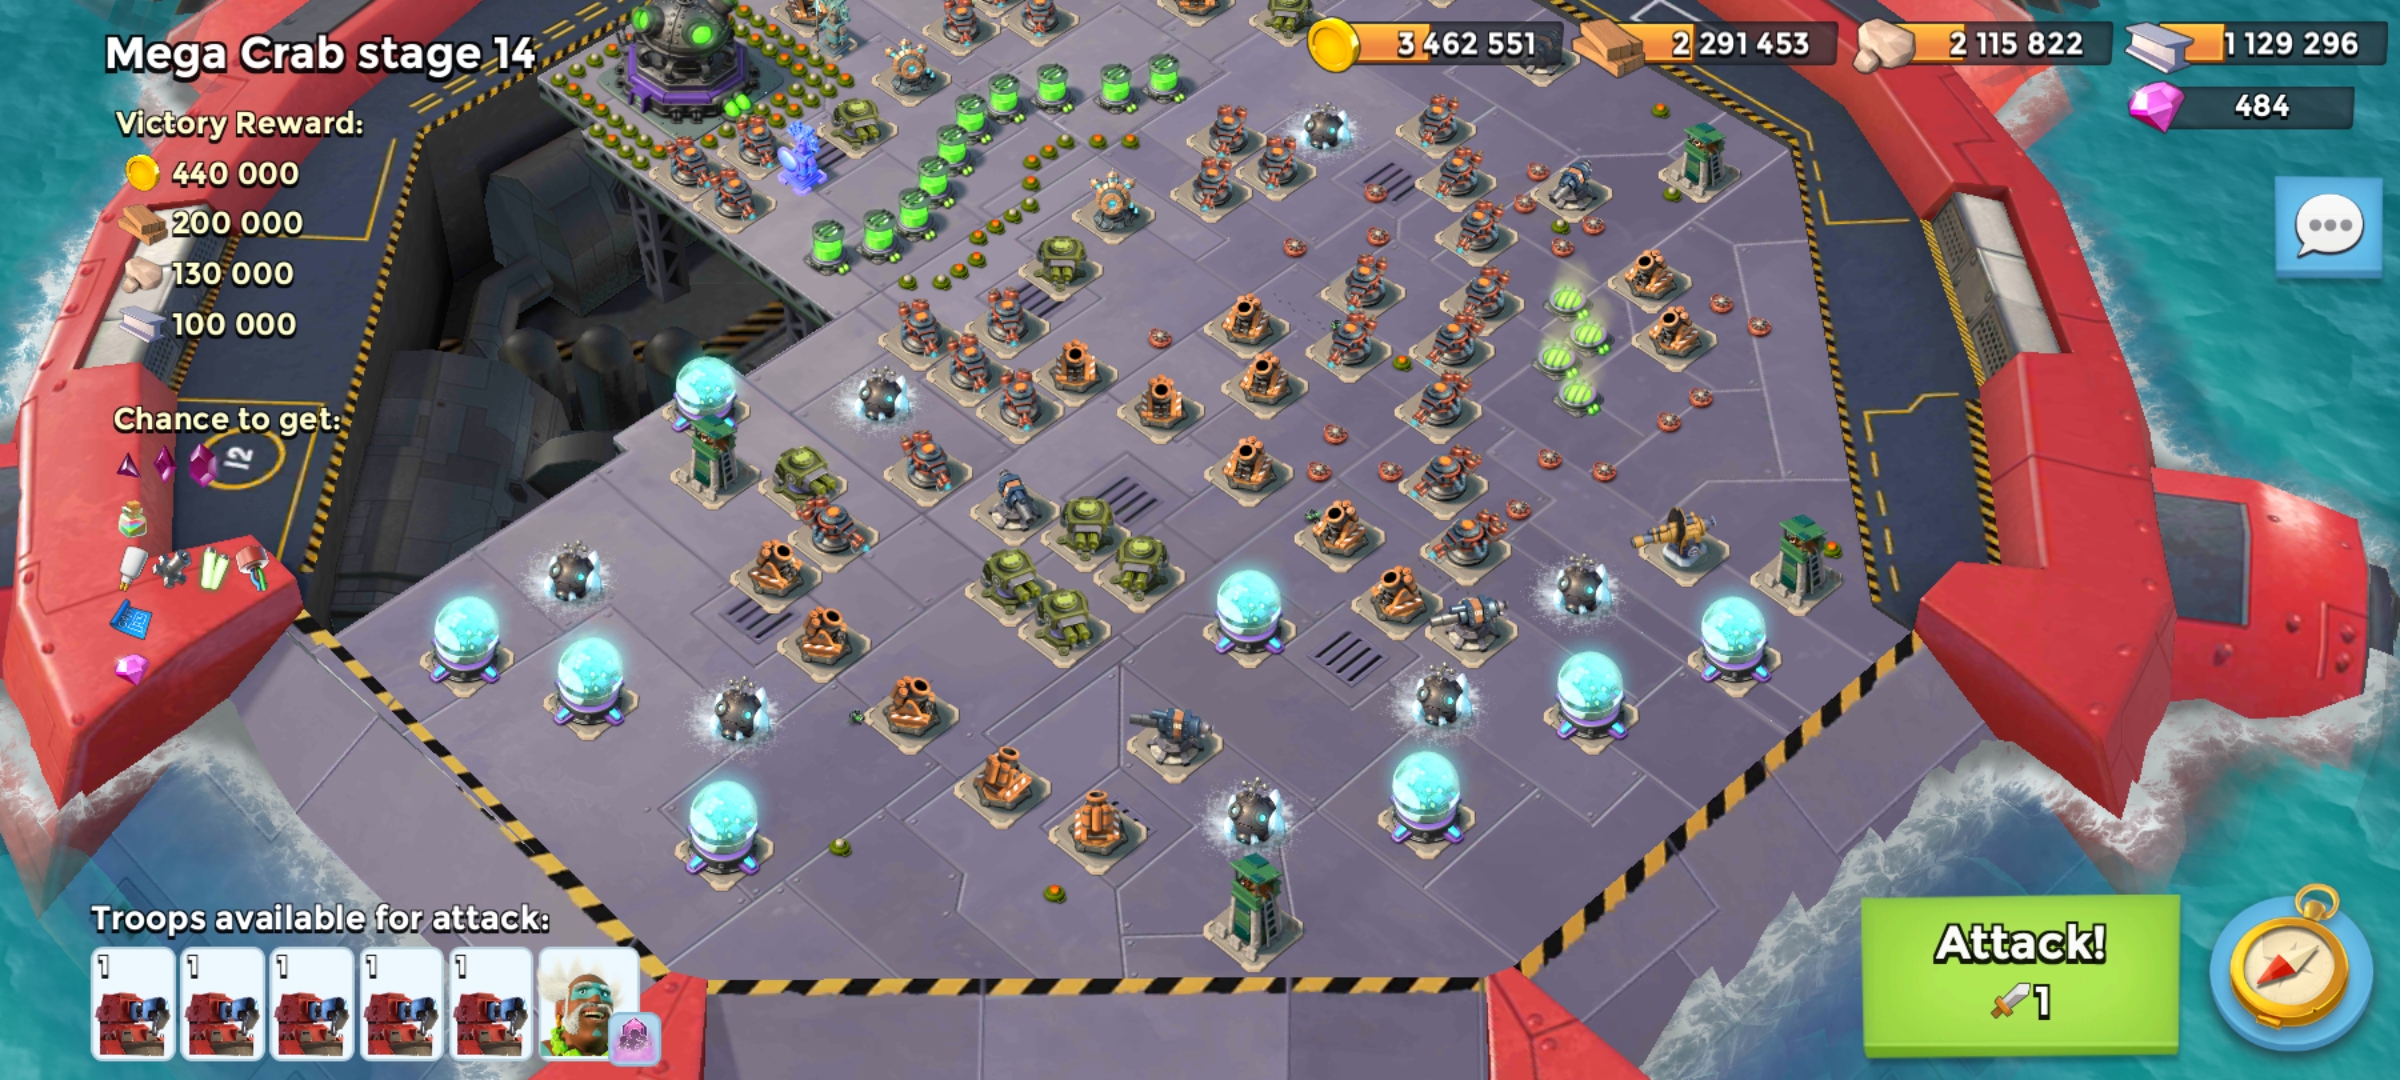 Mega Crab stage 14
3 462 551
2 291 453
2 115 822
1 129 296
484
Victory Reward:
440 000
200 000
130 000
100 000
Chance to get:
12
Troops available for attack:
1
1
1
1
1
Attack!
1